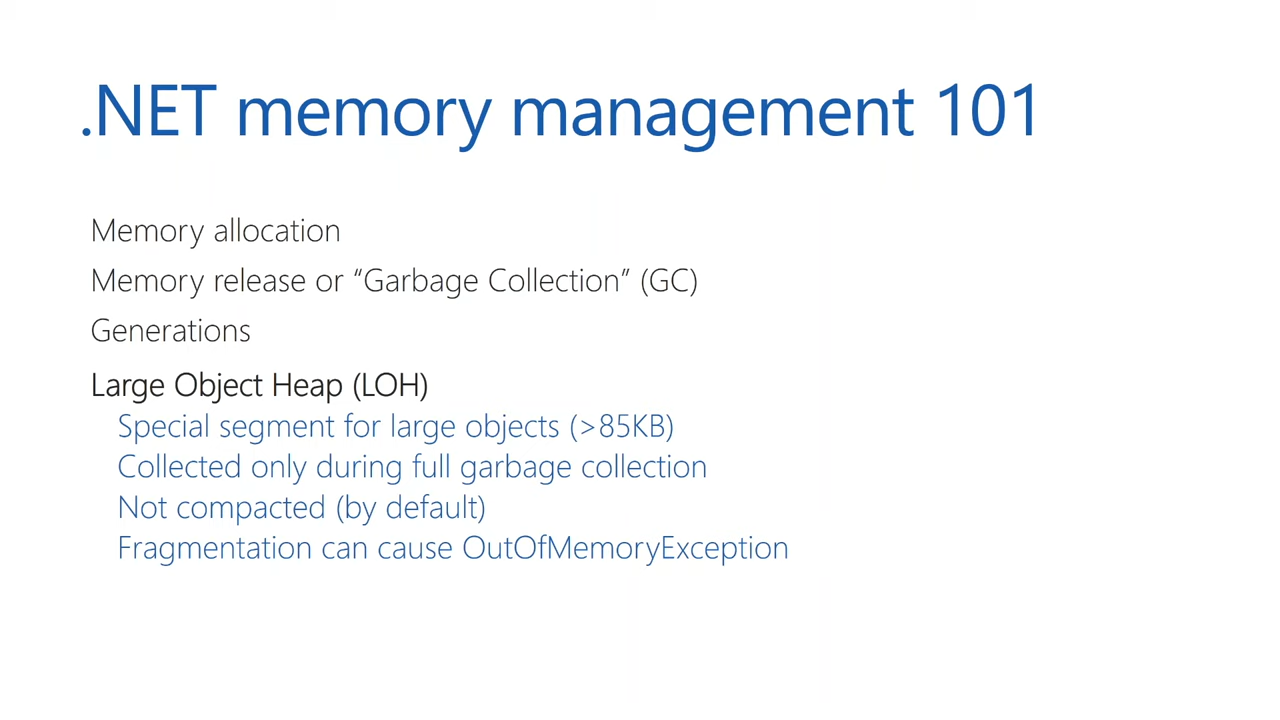 .NET memory management 101
Memory allocation
Memory release or “Garbage Collection” (GC)
Generations
Large Object Heap (LOH)
Special segment for large objects (>85KB)
Collected only during full garbage collection
Not compacted (by default)
Fragmentation can cause OutOfMemoryException